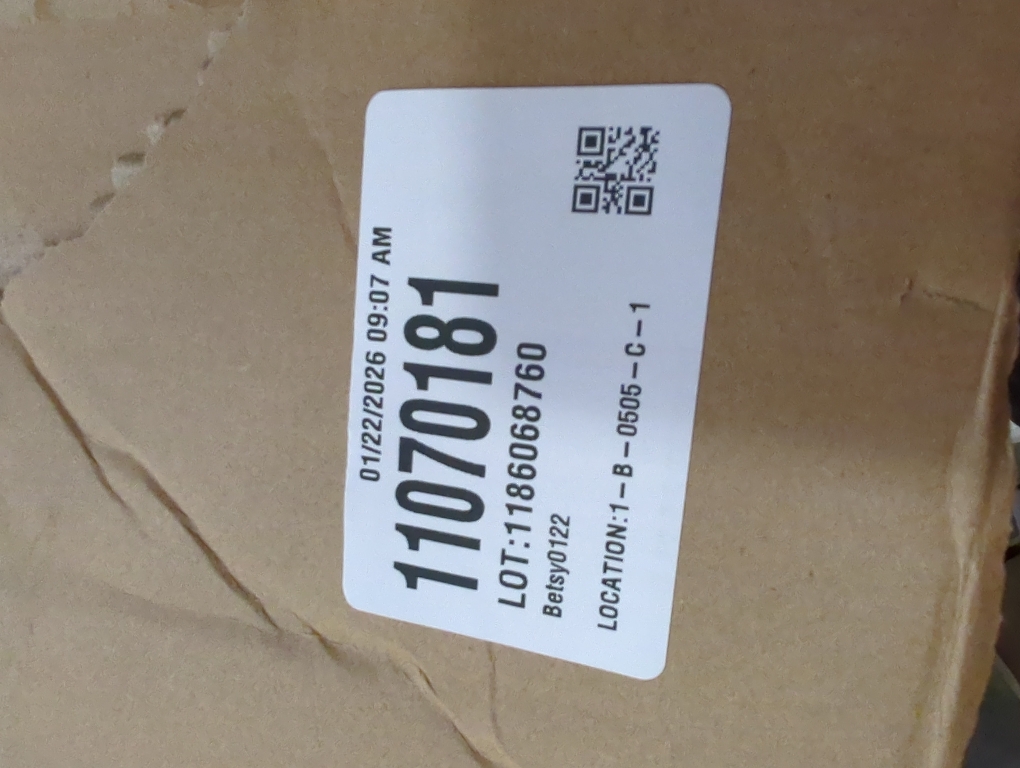 01/22/2026 09:07 AM
11070181
LOT:1186068760
Betsy0122
LOCATION:1-B-0505-C-1